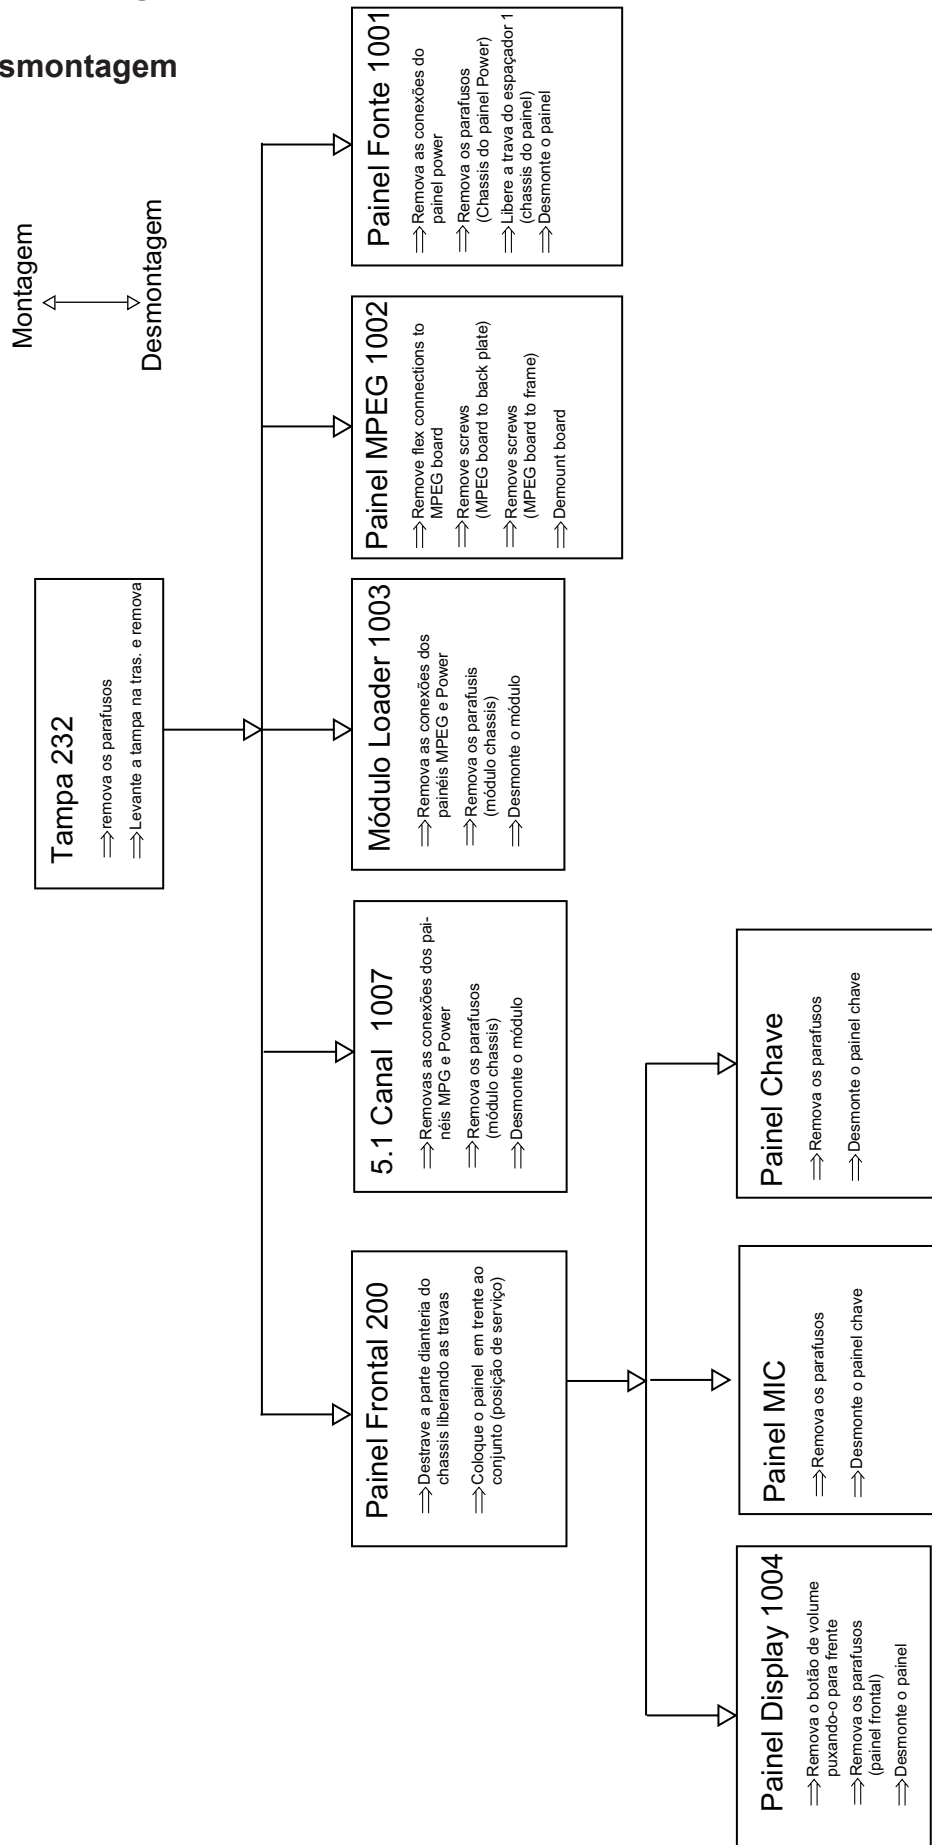 smontagem
Montagem
Desmontagem
Tampa 232
⇒ remova os parafusos
⇒ Levante a tampa na tras. e remova
Painel Frontal 200
⇒ Destrave a parte dianteria do
chassis liberando as travas
⇒ Coloque o painel em trente ao
conjunto (posição de serviço)
5.1 Canal 1007
⇒ Removas as conexões dos pai-
néis MPG e Power
⇒ Remova os parafusos
(módulo chassis)
⇒ Desmonte o módulo
Módulo Loader 1003
⇒ Remova as conexões dos
painéis MPEG e Power
⇒ Remova os parafusis
(módulo chassis)
⇒ Desmonte o módulo
Painel MPEG 1002
⇒ Remove flex connections to
MPEG board
⇒ Remove screws
(MPEG board to back plate)
⇒ Remove screws
(MPEG board to frame)
⇒ Demount board
Painel Fonte 1001
⇒ Remova as conexões do
painel power
⇒ Remova os parafusos
(Chassis do painel Power)
⇒ Libere a trava do espaçador 1
(chassis do painel)
⇒ Desmonte o painel
Painel Display 1004
⇒ Remova o botão de volume
puxando-o para frente
⇒ Remova os parafusos
(painel frontal)
⇒ Desmonte o painel
Painel MIC
⇒ Remova os parafusos
⇒ Desmonte o painel chave
Painel Chave
⇒ Remova os parafusos
⇒ Desmonte o painel chave